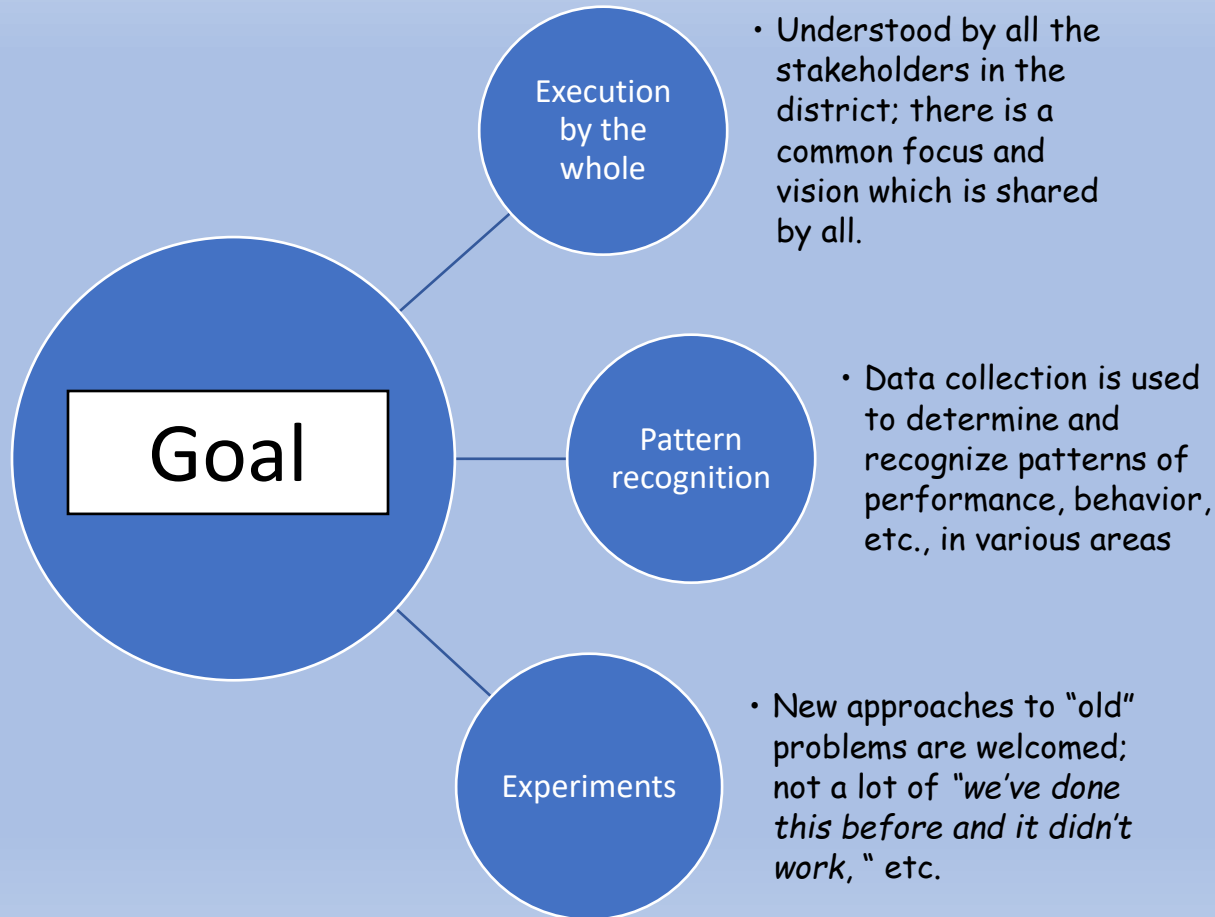 Goal
Execution
by the
whole
• Understood by all the
stakeholders in the
district; there is a
common focus and
vision which is shared
by all.
Pattern
recognition
• Data collection is used
to determine and
recognize patterns of
performance, behavior,
etc., in various areas
Experiments
• New approaches to “old”
problems are welcomed;
not a lot of “we’ve done
this before and it didn’t
work, “ etc.